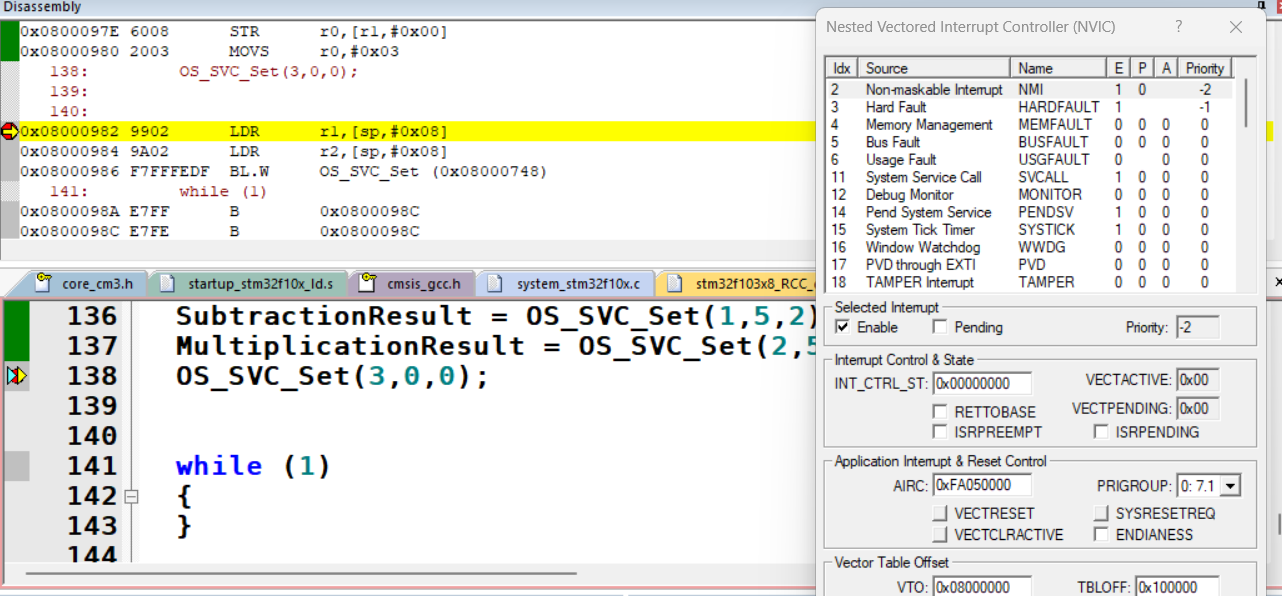 Disassembly
0x0800097E 6008 STR r0,[r1,#0x00]
0x08000980 2003 MOVS r0,#0x03
138: OS_SVC_Set(3,0,0);
139:
140:
0x08000982 9902 LDR r1,[sp,#0x08]
0x08000984 9A02 LDR r2,[sp,#0x08]
0x08000986 F7FFFEDF BL.W OS_SVC_Set (0x08000748)
141: while (1)
0x0800098A E7FF B 0x0800098C
0x0800098C E7FE B 0x0800098C
core_cm3.h startup_stm32f10x_ld.s cmsis_gcc.h system_stm32f10x.c stm32f103x8_RCC_
136 SubtractionResult = OS_SVC_Set(1,5,2)
137 MultiplicationResult = OS_SVC_Set(2,5
138 OS_SVC_Set(3,0,0);
139
140
141 while (1)
142 {
143 }
144
Nested Vectored Interrupt Controller (NVIC) ?
Idx Source Name E P A Priority
2 Non-maskable Interrupt NMI 1 0 -2
3 Hard Fault HARDFAULT 1 -1
4 Memory Management MEMFAULT 0 0 0 0
5 Bus Fault BUSFAULT 0 0 0 0
6 Usage Fault USGFAULT 0 0 0
11 System Service Call SVCALL 1 0 0 0
12 Debug Monitor MONITOR 0 0 0 0
14 Pend System Service PENDSV 1 0 0 0
15 System Tick Timer SYSTICK 1 0 0 0
16 Window Watchdog WWDG 0 0 0 0
17 PVD through EXTI PVD 0 0 0 0
18 TAMPER Interrupt TAMPER 0 0 0 0
Selected Interrupt
Enable Pending Priority: -2
Interrupt Control & State
INT_CTRL_ST: 0x00000000 VECTACTIVE: 0x00
RETTOBASE VECTPENDING: 0x00
ISRPREEMPT ISRPENDING
Application Interrupt & Reset Control
AIRC: 0xFA050000 PRIGROUP: 0: 7.1
VECTRESET SYSRESETREQ
VECTCLRACTIVE ENDIANESS
Vector Table Offset
VTO: 0x08000000 TBLOFF: 0x100000